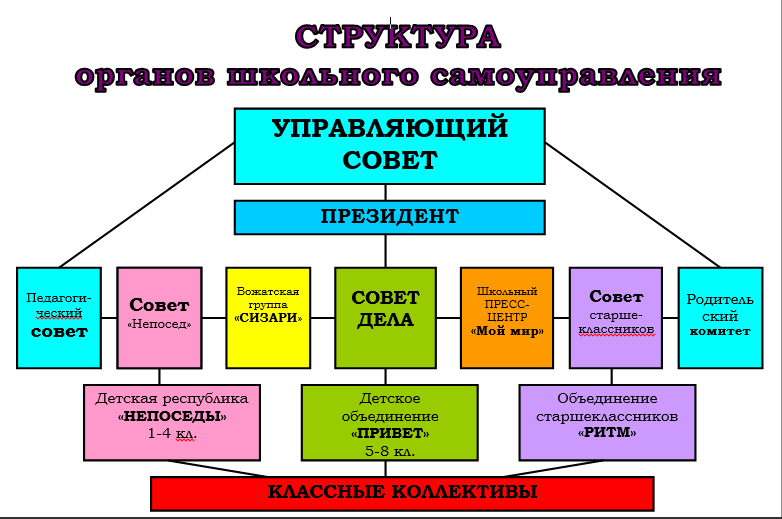 СТРУКТУРА
органов школьного самоуправления
УПРАВЛЯЮЩИЙ
СОВЕТ
ПРЕЗИДЕНТ
Педагоги-
ческий
совет
Совет
«Непосед»
Вожатская
группа
«СИЗАРИ»
СОВЕТ
ДЕЛА
Школьный
ПРЕСС-
ЦЕНТР
«Мой мир»
Совет
старше-
классников
Родитель
ский
комитет
Детская республика
«НЕПОСЕДЫ»
1-4 кл.
Детское
объединение
«ПРИВЕТ»
5-8 кл.
Объединение
старшеклассников
«РИТМ»
КЛАССНЫЕ КОЛЛЕКТИВЫ